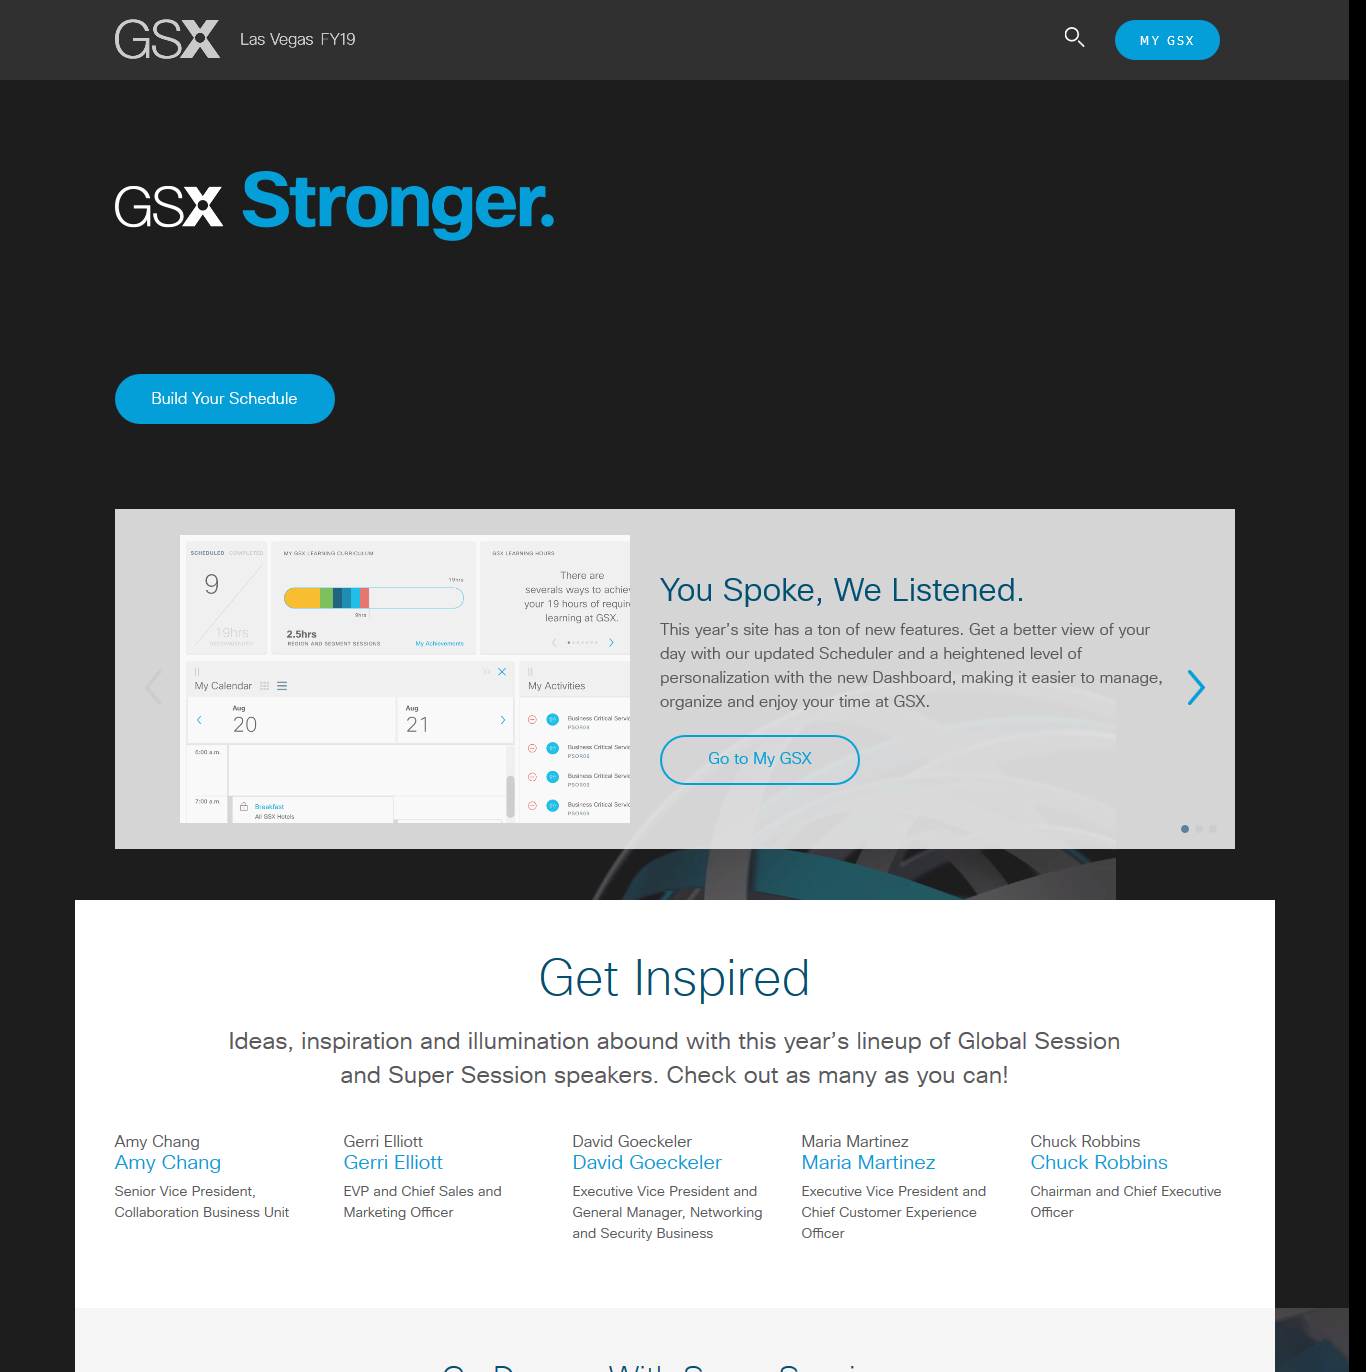 GSX Las Vegas FY19
MY GSX
GSX Stronger.
Build Your Schedule
SCHEDULED COMPLETED
9
19hrs
RECOMMENDED
MY GSX LEARNING CURRICULUM
19hrs
9hrs
2.5hrs
REGION AND SEGMENT SESSIONS
My Achievements
GSX LEARNING HOURS
There are
severals ways to achiev
your 19 hours of require
learning at GSX.
My Calendar
Aug
20
Aug
21
6:00 a.m.
7:00 a.m.
Breakfast
All GSX Hotels
My Activities
Business Critical Servic
PSOR08
Business Critical Servic
PSOR08
Business Critical Servic
PSOR08
Business Critical Servic
PSOR08
You Spoke, We Listened.
This year’s site has a ton of new features. Get a better view of your
day with our updated Scheduler and a heightened level of
personalization with the new Dashboard, making it easier to manage,
organize and enjoy your time at GSX.
Go to My GSX
Get Inspired
Ideas, inspiration and illumination abound with this year’s lineup of Global Session
and Super Session speakers. Check out as many as you can!
Amy Chang
Amy Chang
Senior Vice President,
Collaboration Business Unit
Gerri Elliott
Gerri Elliott
EVP and Chief Sales and
Marketing Officer
David Goeckeler
David Goeckeler
Executive Vice President and
General Manager, Networking
and Security Business
Maria Martinez
Maria Martinez
Executive Vice President and
Chief Customer Experience
Officer
Chuck Robbins
Chuck Robbins
Chairman and Chief Executive
Officer